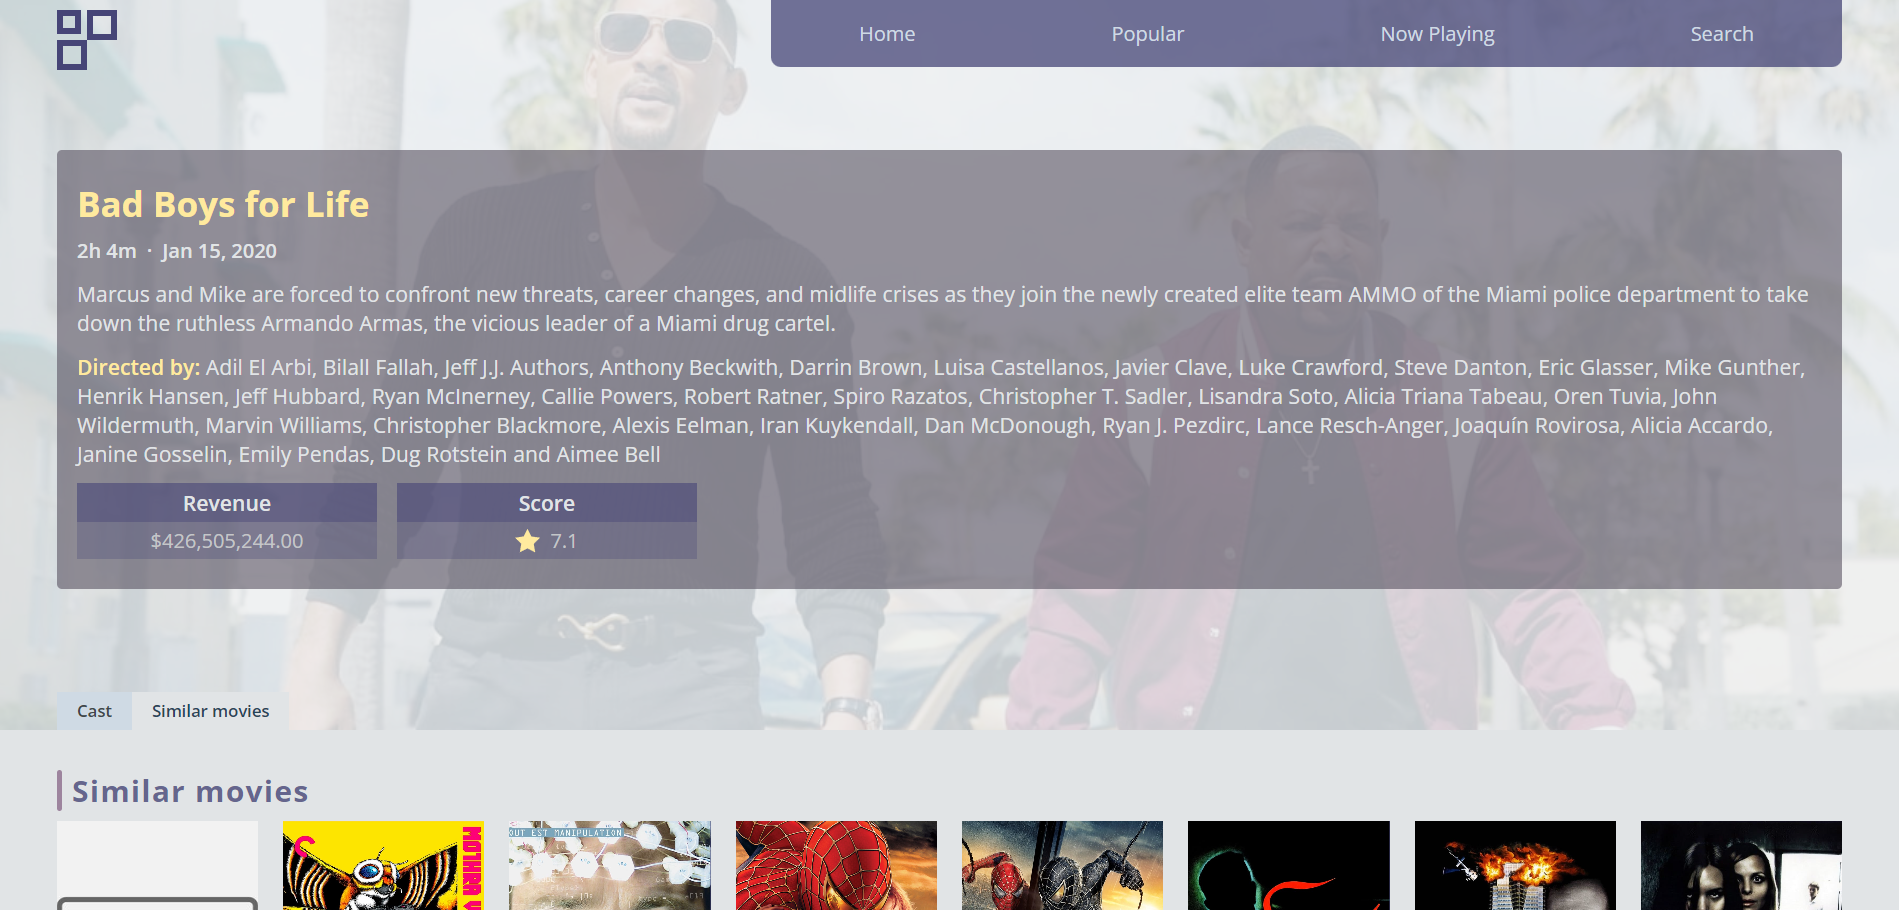 Home Popular Now Playing Search
Bad Boys for Life
2h 4m · Jan 15, 2020
Marcus and Mike are forced to confront new threats, career changes, and midlife crises as they join the newly created elite team AMMO of the Miami police department to take
down the ruthless Armando Armas, the vicious leader of a Miami drug cartel.
Directed by: Adil El Arbi, Bilall Fallah, Jeff J.J. Authors, Anthony Beckwith, Darrin Brown, Luisa Castellanos, Javier Clave, Luke Crawford, Steve Danton, Eric Glasser, Mike Gunther,
Henrik Hansen, Jeff Hubbard, Ryan McInerney, Callie Powers, Robert Ratner, Spiro Razatos, Christopher T. Sadler, Lisandra Soto, Alicia Triana Tabeau, Oren Tuvia, John
Wildermuth, Marvin Williams, Christopher Blackmore, Alexis Eelman, Iran Kuykendall, Dan McDonough, Ryan J. Pezdirc, Lance Resch-Anger, Joaquín Rovirosa, Alicia Accardo,
Janine Gosselin, Emily Pendas, Dug Rotstein and Aimee Bell
Revenue Score
$426,505,244.00 7.1
Cast Similar movies
Similar movies
MOTHRA
OUT EST MANIPULATION